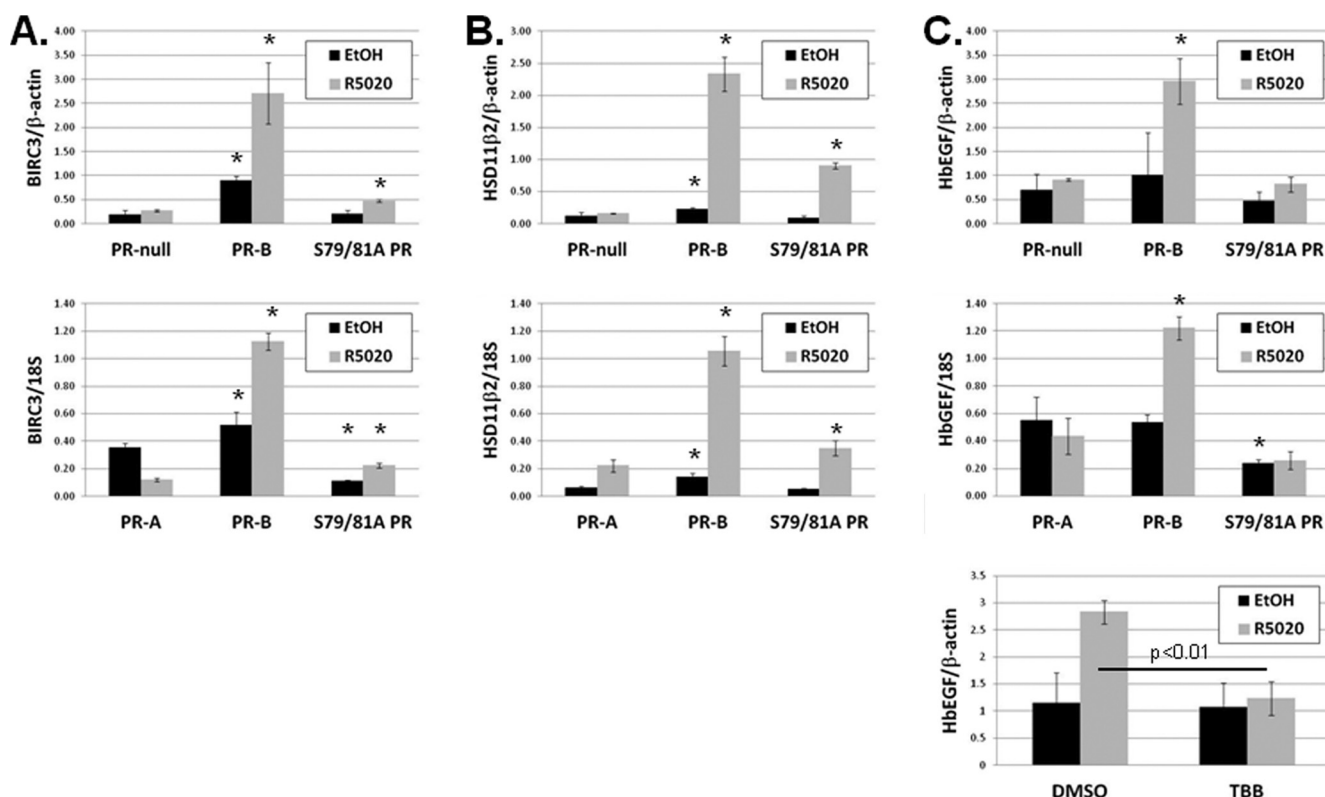 A.
BIRC3/β-actin
4.00
3.50
3.00
2.50
2.00
1.50
1.00
0.50
0.00
EtOH
R5020
*
*
*
PR-null PR-B S79/81A PR
BIRC3/18S
1.40
1.20
1.00
0.80
0.60
0.40
0.20
0.00
EtOH
R5020
*
*
* *
PR-A PR-B S79/81A PR
B.
HSD11β2/β-actin
3.00
2.50
2.00
1.50
1.00
0.50
0.00
EtOH
R5020
*
*
*
PR-null PR-B S79/81A PR
HSD11β2/18S
1.40
1.20
1.00
0.80
0.60
0.40
0.20
0.00
EtOH
R5020
*
*
*
PR-A PR-B S79/81A PR
C.
HbEGF/β-actin
4.00
3.50
3.00
2.50
2.00
1.50
1.00
0.50
0.00
EtOH
R5020
*
PR-null PR-B S79/81A PR
HbGEF/18S
1.40
1.20
1.00
0.80
0.60
0.40
0.20
0.00
EtOH
R5020
*
*
PR-A PR-B S79/81A PR
HbEGF/β-actin
3
2.5
2
1.5
1
0.5
0
EtOH
R5020
p<0.01
DMSO TBB